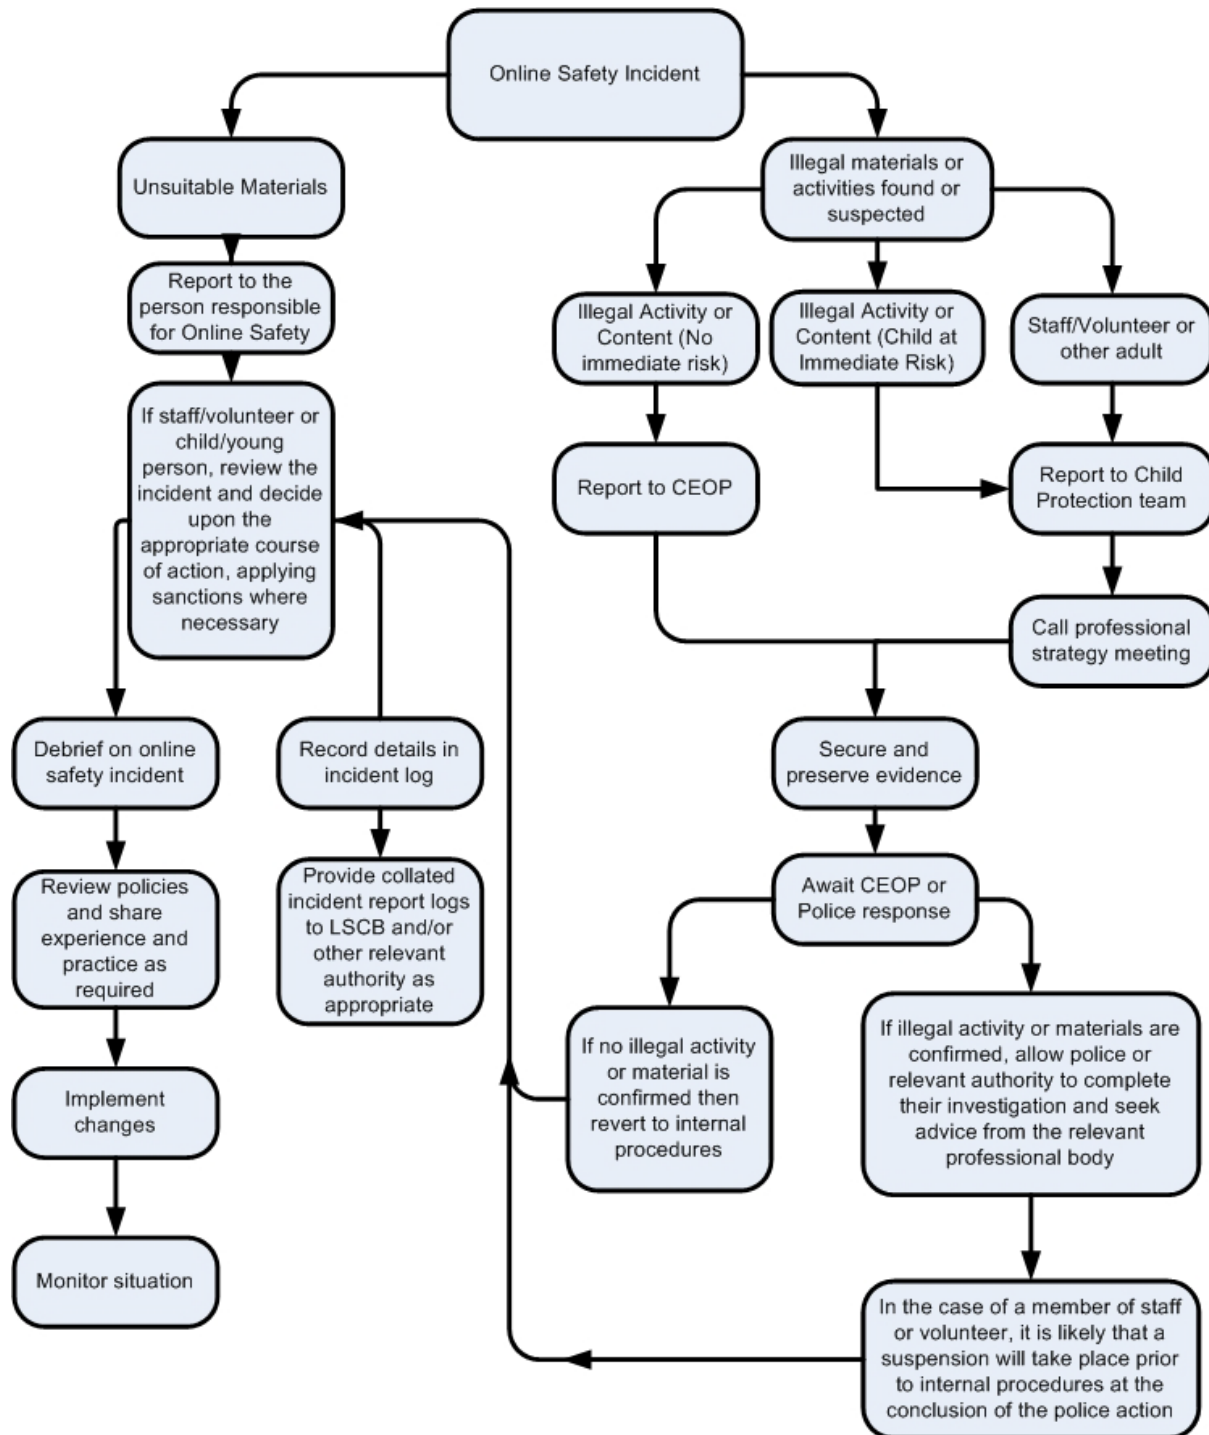 Online Safety Incident
Unsuitable Materials
Illegal materials or
activities found or
suspected
Report to the
person responsible
for Online Safety
Illegal Activity or
Content (No
immediate risk)
Illegal Activity or
Content (Child at
Immediate Risk)
Staff/Volunteer or
other adult
If staff/volunteer or
child/young
person, review the
incident and decide
upon the
appropriate course
of action, applying
sanctions where
necessary
Report to CEOP
Report to Child
Protection team
Call professional
strategy meeting
Debrief on online
safety incident
Record details in
incident log
Secure and
preserve evidence
Review policies
and share
experience and
practice as
required
Provide collated
incident report logs
to LSCB and/or
other relevant
authority as
appropriate
Await CEOP or
Police response
If no illegal activity
or material is
confirmed then
revert to internal
procedures
If illegal activity or materials are
confirmed, allow police or
relevant authority to complete
their investigation and seek
advice from the relevant
professional body
Implement
changes
Monitor situation
In the case of a member of staff
or volunteer, it is likely that a
suspension will take place prior
to internal procedures at the
conclusion of the police action